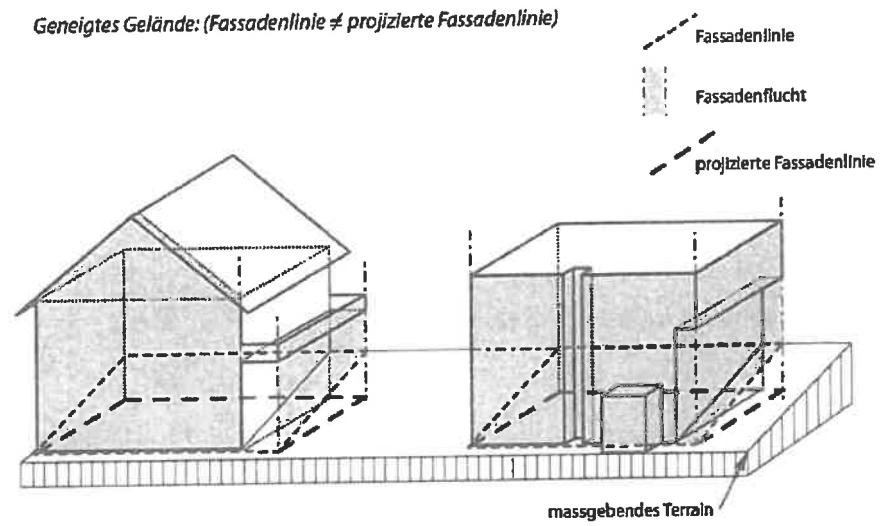 Geneigtes Gelände: (Fassadenlinie ≠ projizierte Fassadenlinie)
Fassadenlinie
Fassadenflucht
projizierte Fassadenlinie
massgebendes Terrain